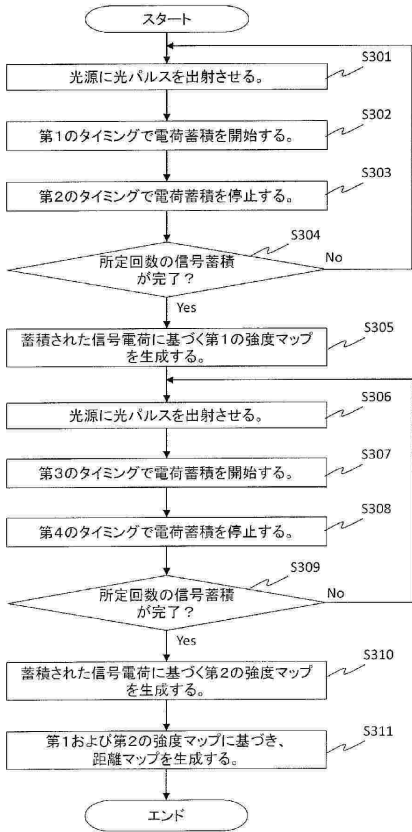 スタート
S301
光源に光パルスを出射させる。
S302
第1のタイミングで電荷蓄積を開始する。
S303
第2のタイミングで電荷蓄積を停止する。
S304
所定回数の信号蓄積
が完了？
No
Yes
S305
蓄積された信号電荷に基づく第1の強度マップ
を生成する。
S306
光源に光パルスを出射させる。
S307
第3のタイミングで電荷蓄積を開始する。
S308
第4のタイミングで電荷蓄積を停止する。
S309
所定回数の信号蓄積
が完了？
No
Yes
S310
蓄積された信号電荷に基づく第2の強度マップ
を生成する。
S311
第1および第2の強度マップに基づき、
距離マップを生成する。
エンド